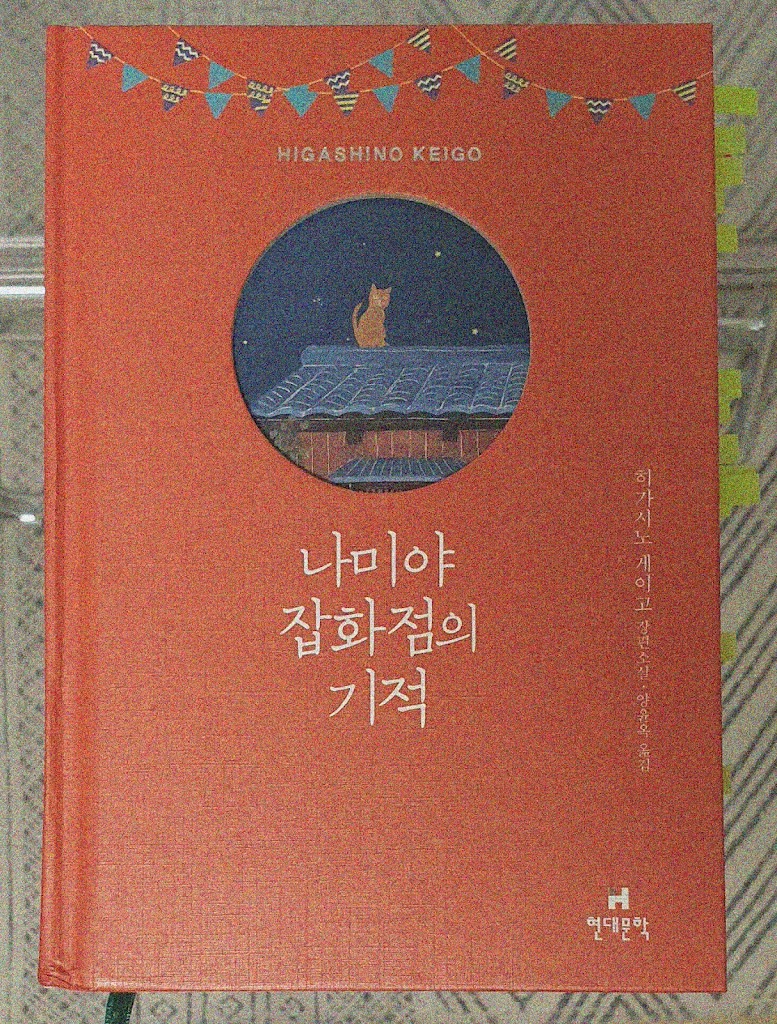 HIGASHINO KEIGO
나미야
잡화점의
기적
히가시노 게이고 장편소설 · 양윤옥 옮김
H
현대문학